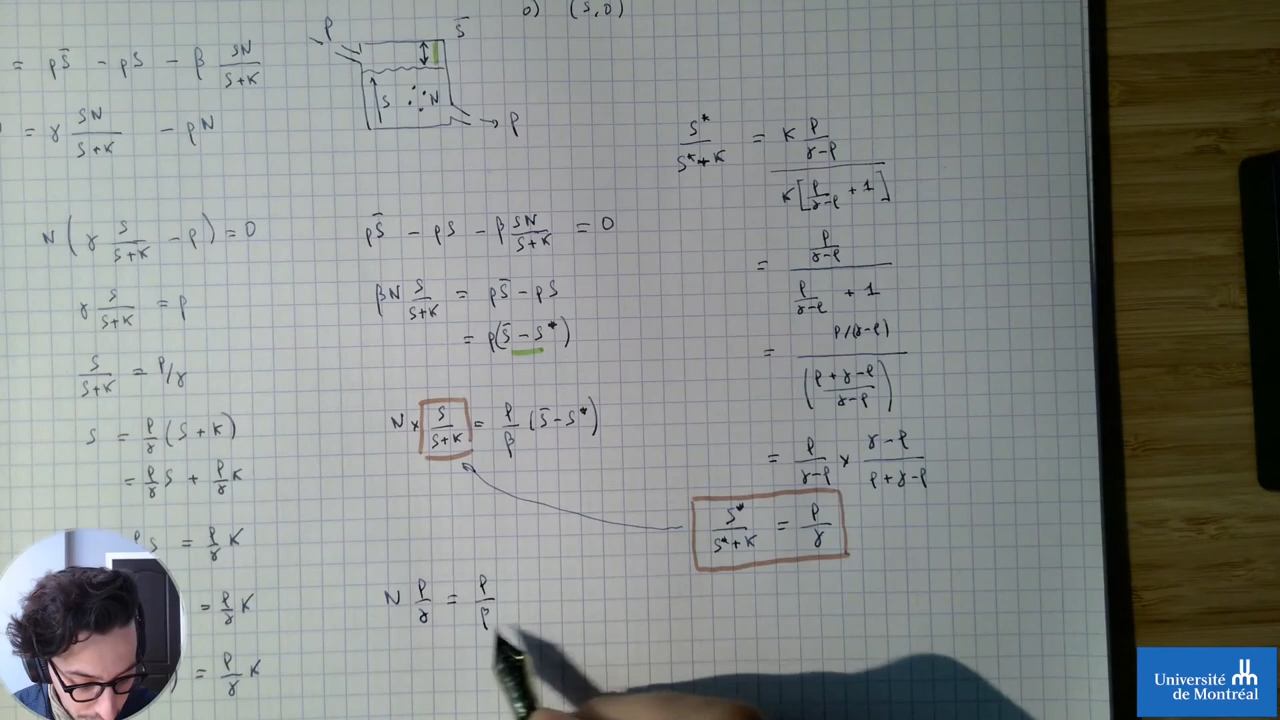 b) (S̄, 0)
= ρS̄ - ρS - β SN/(S+K)
= γ SN/(S+K) - ρN
ρ
S̄
S N
→ ρ
N(γ S/(S+K) - ρ) = 0
γ S/(S+K) = ρ
S/(S+K) = ρ/γ
S = ρ/γ (S + K)
= ρ/γ S + ρ/γ K
S = ρ/γ K
= ρ/γ K
= ρ/γ K
ρS̄ - ρS - β SN/(S+K) = 0
βN S/(S+K) = ρS̄ - ρS
= ρ(S̄ - S*)
N × S/(S+K) = ρ/β (S̄ - S*)
N ρ/γ = ρ/β
S*/(S*+K) = K ρ/(γ-ρ) / K[ρ/(γ-ρ) + 1]
= ρ/(γ-ρ) / (ρ/(γ-ρ) + 1)
= ρ/(γ-ρ) / ((ρ+γ-ρ)/(γ-ρ))
= ρ/(γ-ρ) × (γ-ρ)/(ρ+γ-ρ)
S*/(S*+K) = ρ/γ
Université
de Montréal